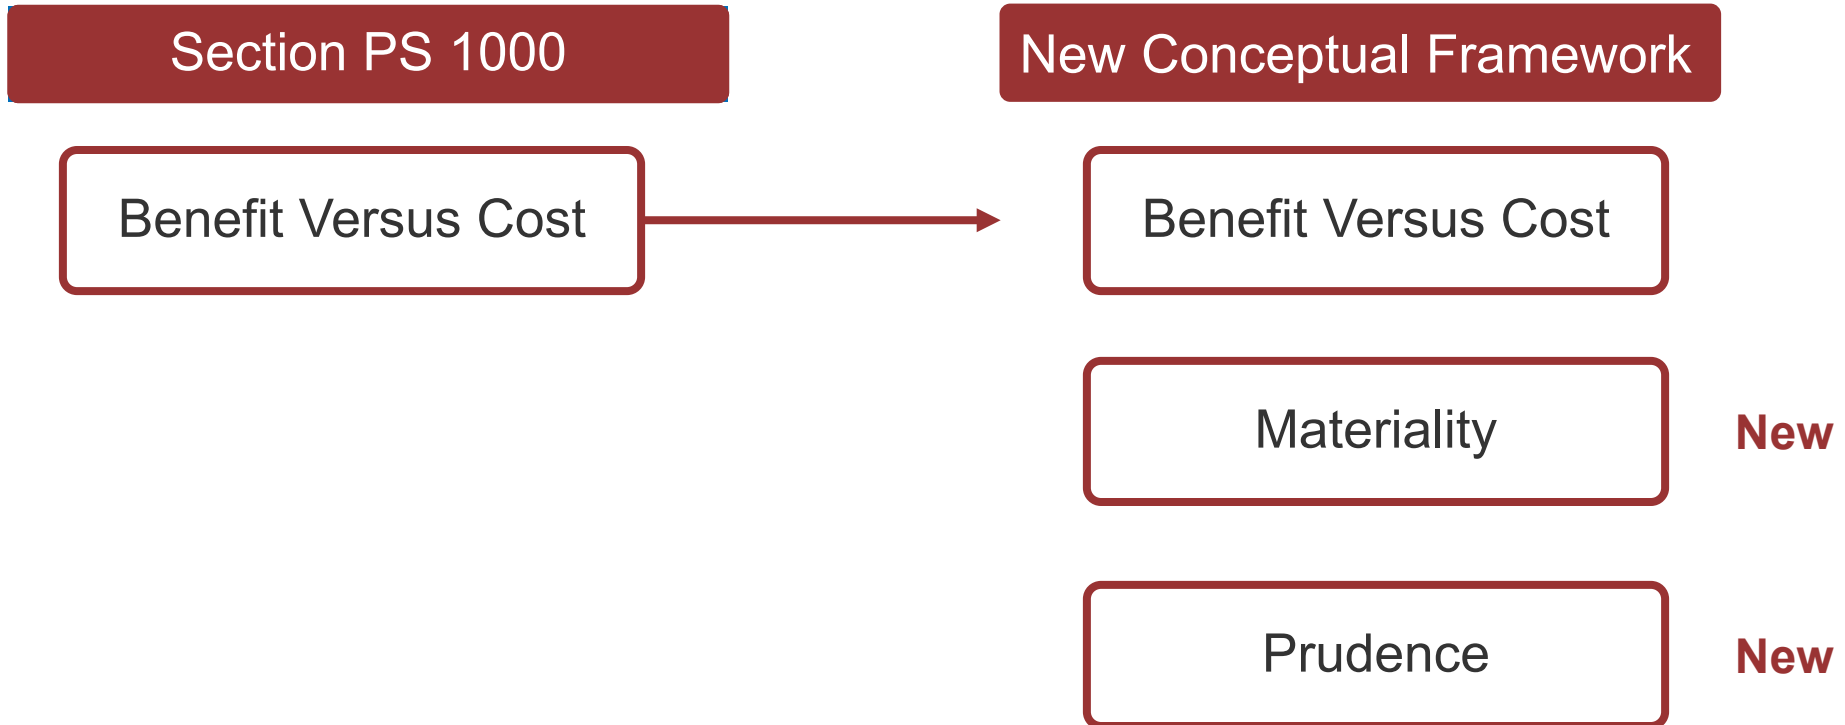 Section PS 1000
New Conceptual Framework
Benefit Versus Cost
Benefit Versus Cost
Materiality
New
Prudence
New